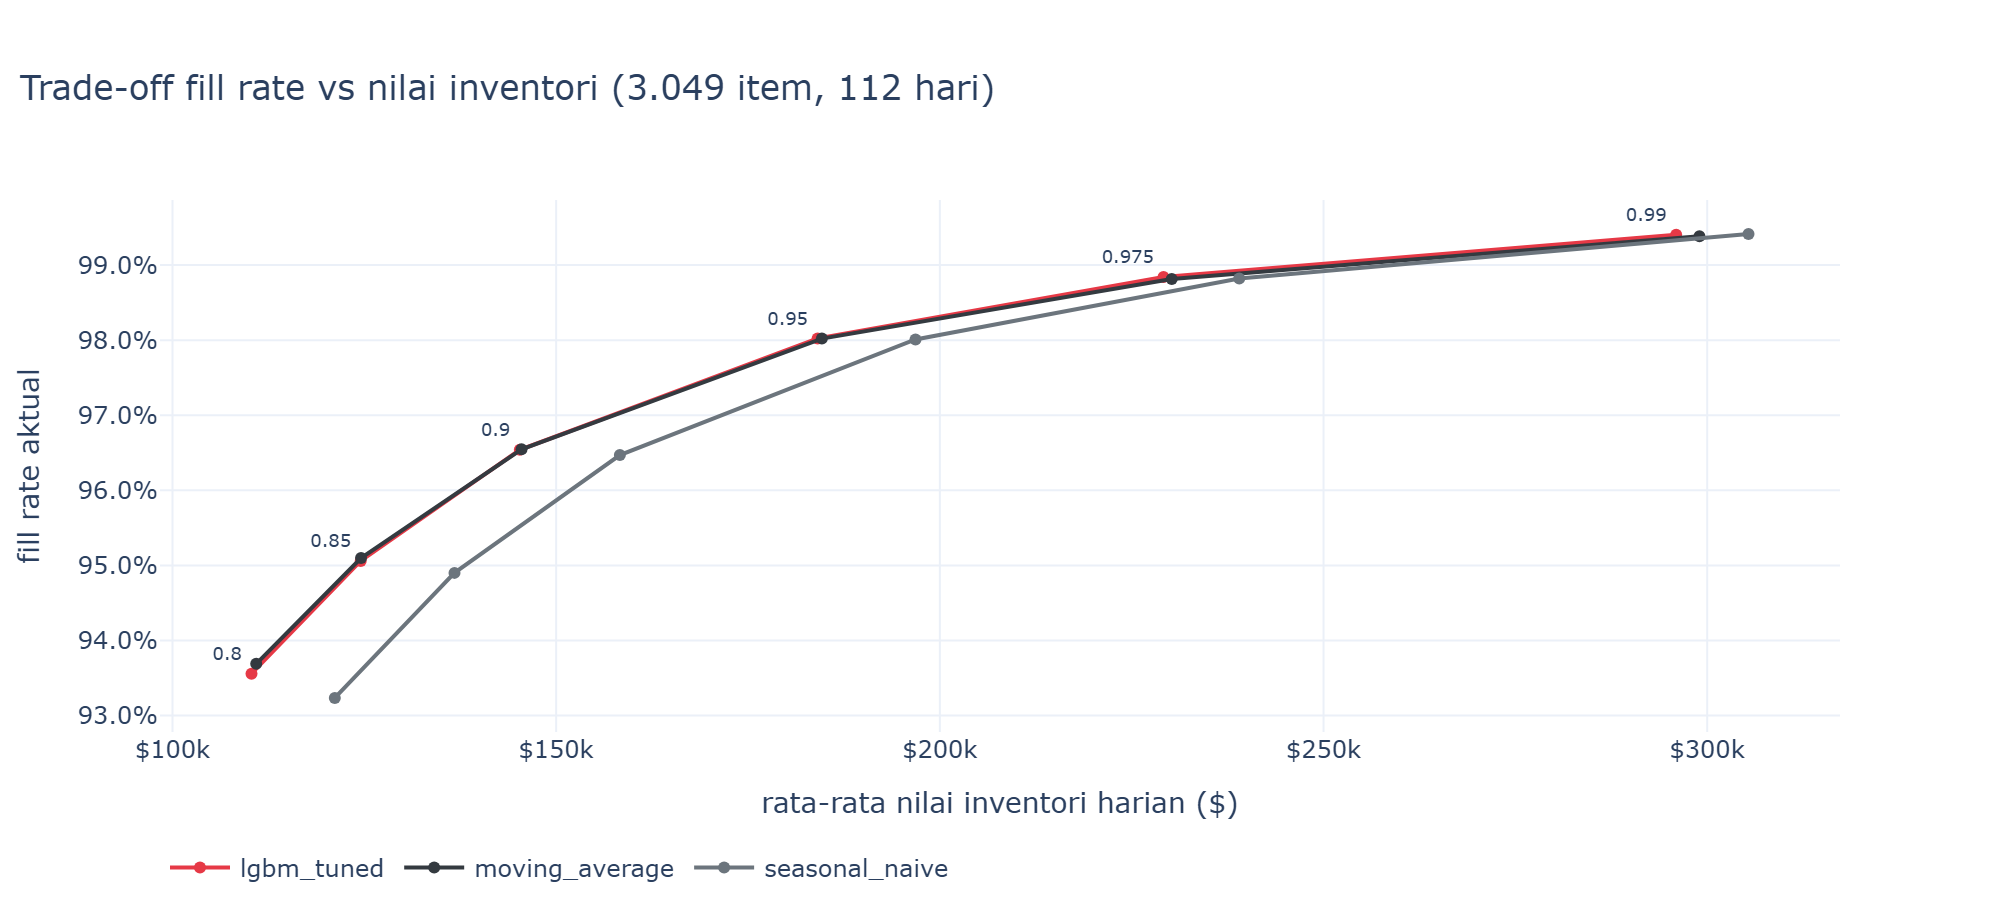 Trade-off fill rate vs nilai inventori (3.049 item, 112 hari)
0.99
0.975
0.95
0.9
0.85
0.8
99.0%
98.0%
97.0%
96.0%
95.0%
94.0%
93.0%
fill rate aktual
$100k $150k $200k $250k $300k
rata-rata nilai inventori harian ($)
lgbm_tuned moving_average seasonal_naive